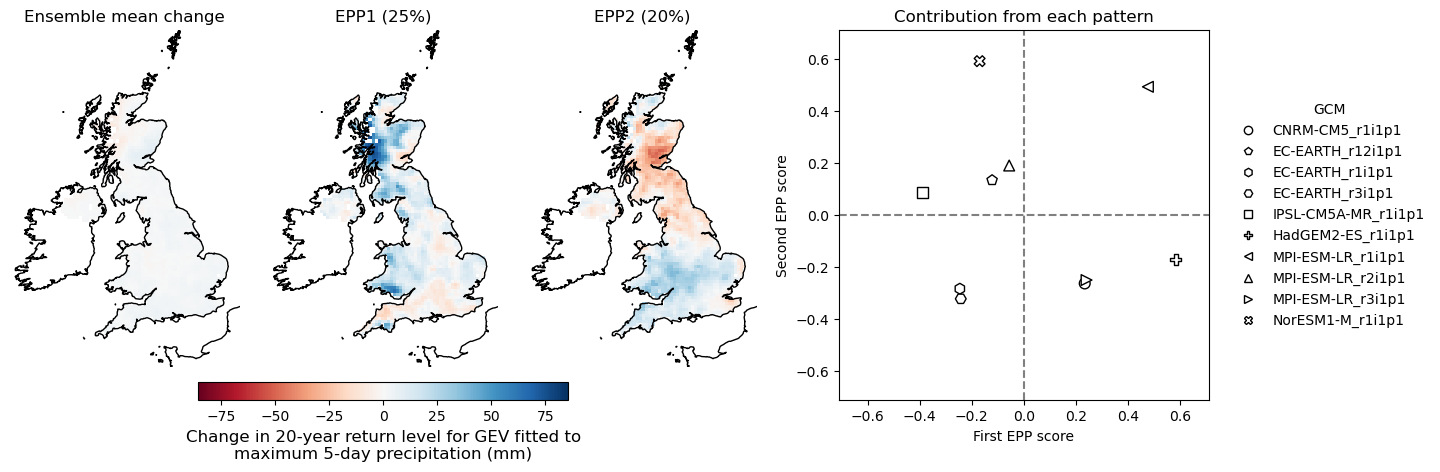 Ensemble mean change
EPP1 (25%)
EPP2 (20%)
−75 −50 −25 0 25 50 75
Change in 20-year return level for GEV fitted to
maximum 5-day precipitation (mm)
Contribution from each pattern
Second EPP score
0.6
0.4
0.2
0.0
−0.2
−0.4
−0.6
−0.6 −0.4 −0.2 0.0 0.2 0.4 0.6
First EPP score
GCM
CNRM-CM5_r1i1p1
EC-EARTH_r12i1p1
EC-EARTH_r1i1p1
EC-EARTH_r3i1p1
IPSL-CM5A-MR_r1i1p1
HadGEM2-ES_r1i1p1
MPI-ESM-LR_r1i1p1
MPI-ESM-LR_r2i1p1
MPI-ESM-LR_r3i1p1
NorESM1-M_r1i1p1